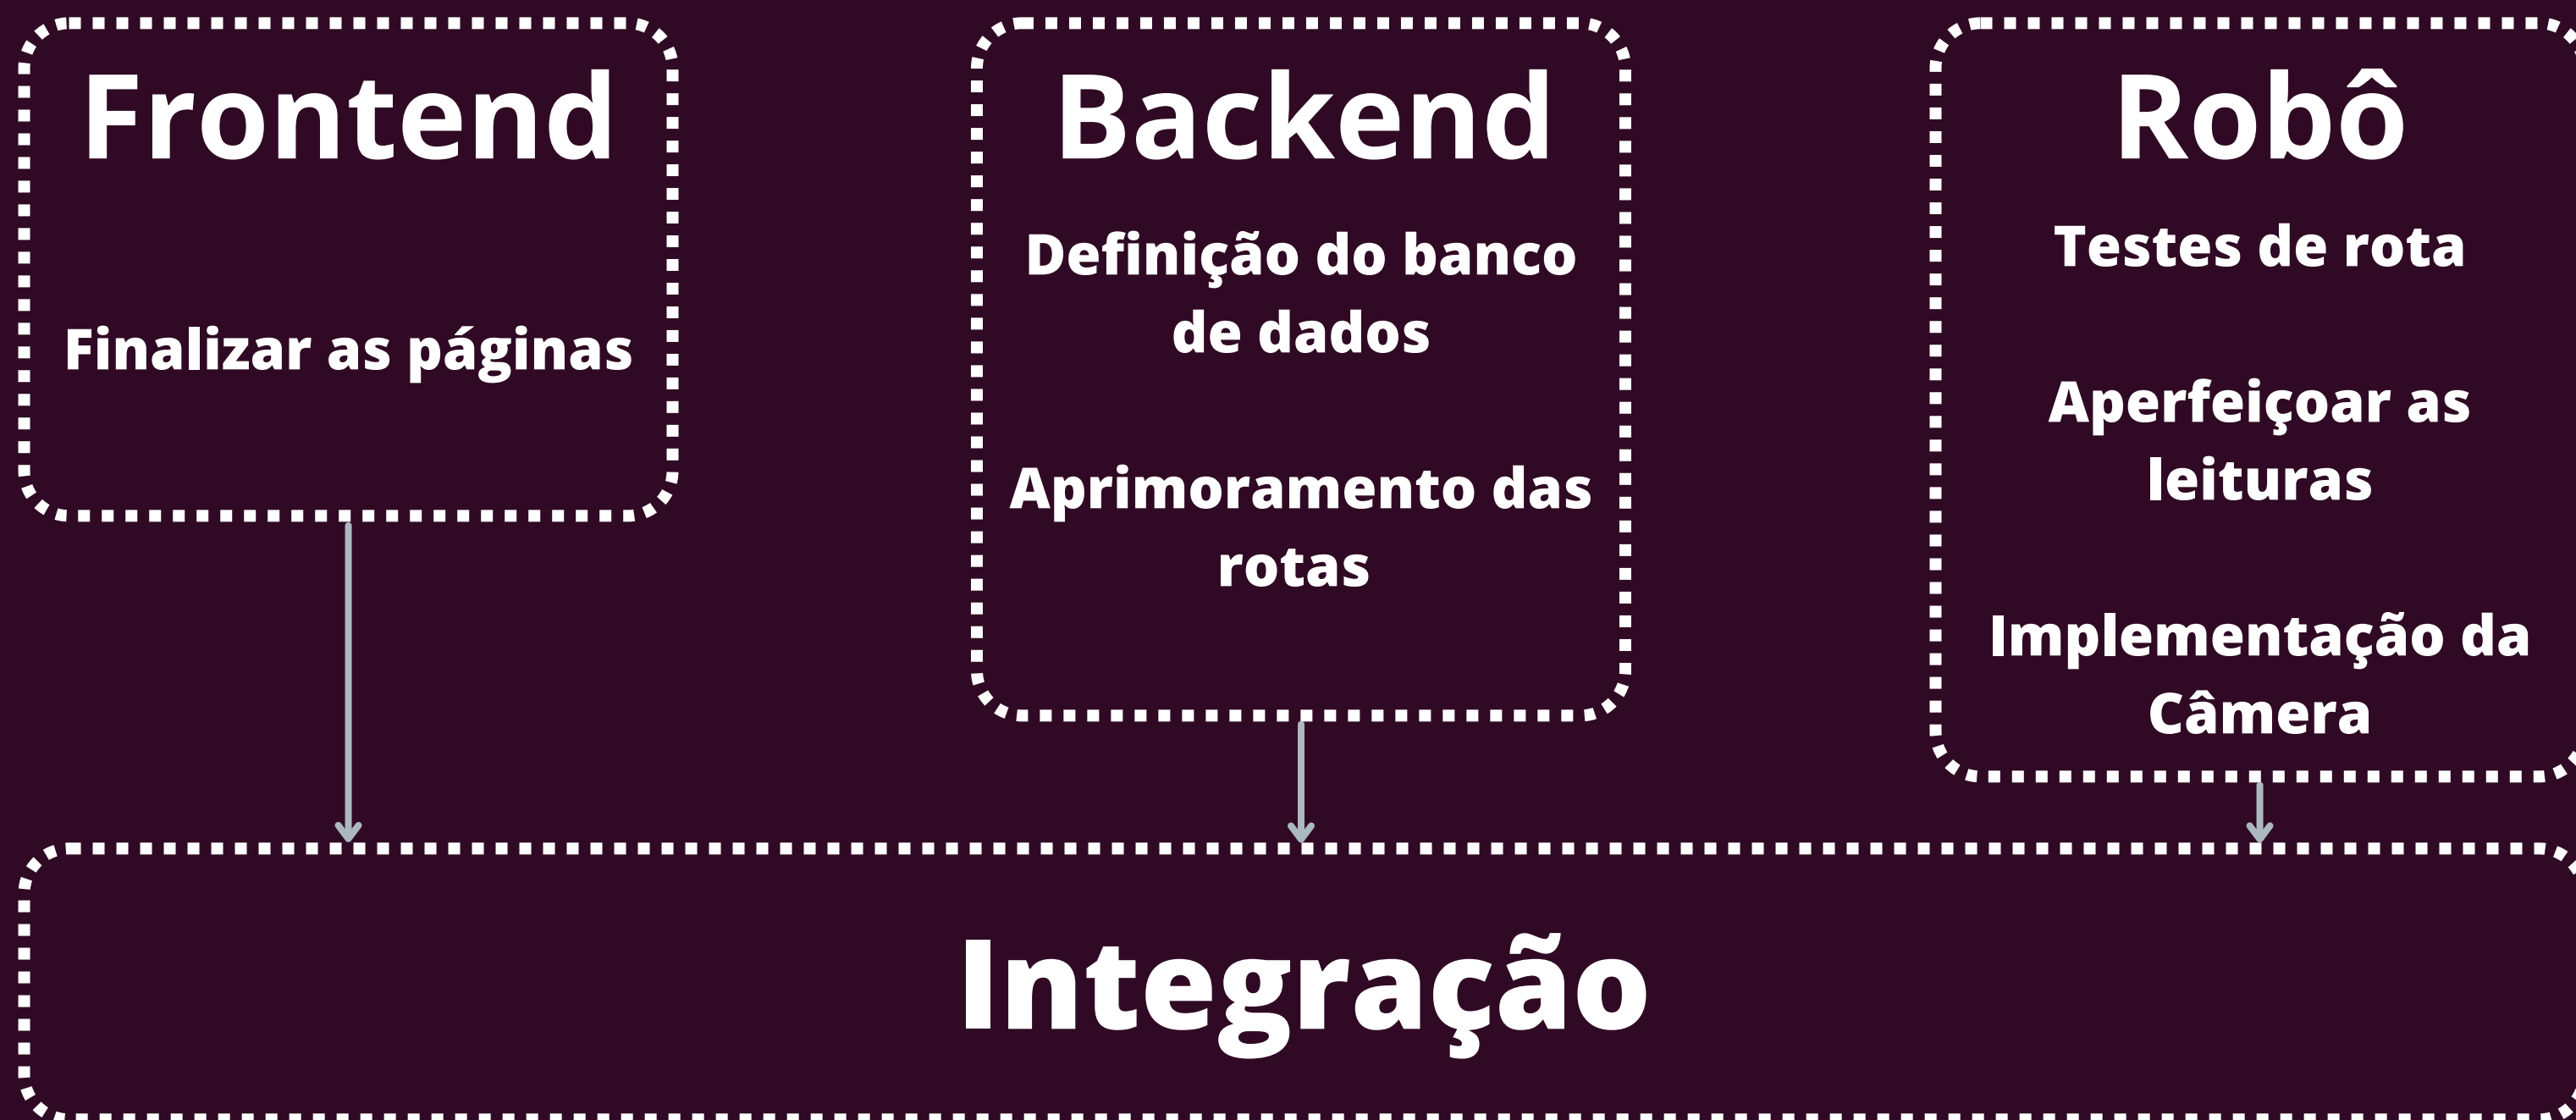 Frontend
Finalizar as páginas
Backend
Definição do banco
de dados
Aprimoramento das
rotas
Robô
Testes de rota
Aperfeiçoar as
leituras
Implementação da
Câmera
Integração